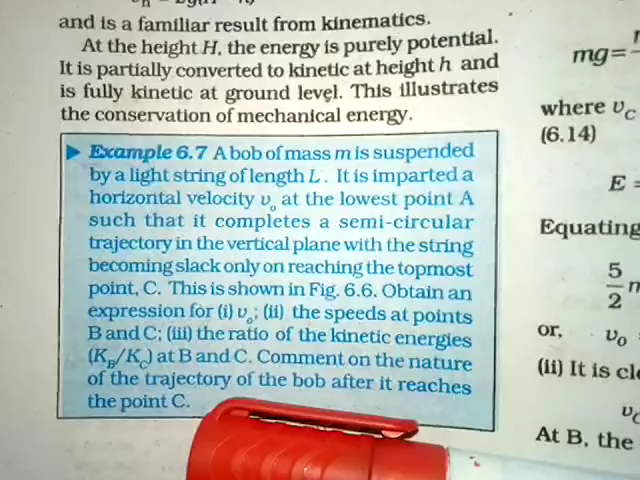 and is a familiar result from kinematics.
At the height H, the energy is purely potential.
It is partially converted to kinetic at height h and
is fully kinetic at ground level. This illustrates
the conservation of mechanical energy.
▶ Example 6.7 A bob of mass m is suspended
by a light string of length L . It is imparted a
horizontal velocity v₀ at the lowest point A
such that it completes a semi-circular
trajectory in the vertical plane with the string
becoming slack only on reaching the topmost
point, C. This is shown in Fig. 6.6. Obtain an
expression for (i) v₀; (ii) the speeds at points
B and C; (iii) the ratio of the kinetic energies
(K_B/K_C) at B and C. Comment on the nature
of the trajectory of the bob after it reaches
the point C.
mg=
where v_C
(6.14)
E =
Equating
5/2
or, v₀
(ii) It is
At B, the